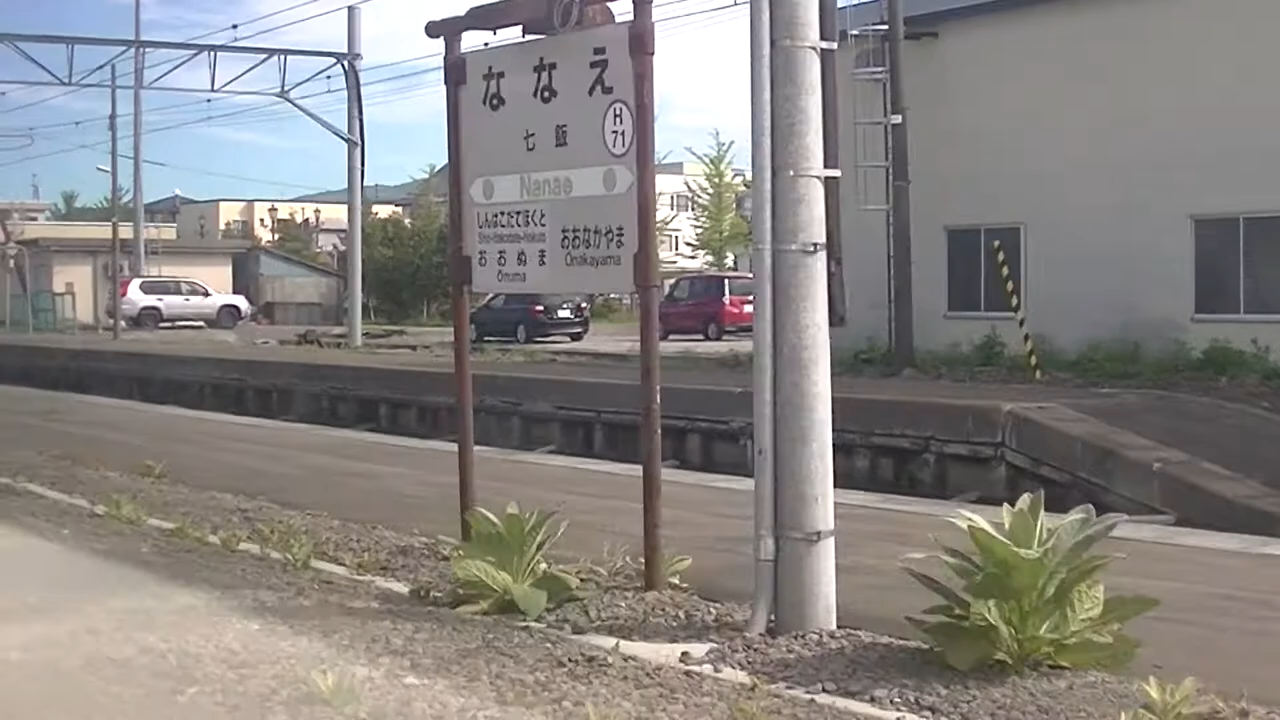 ななえ
H
71
七飯
Nanae
しんはこだてほくと
Shin-Hakodate-Hokuto
おおぬま
Ōnuma
おおなかやま
Ōnakayama